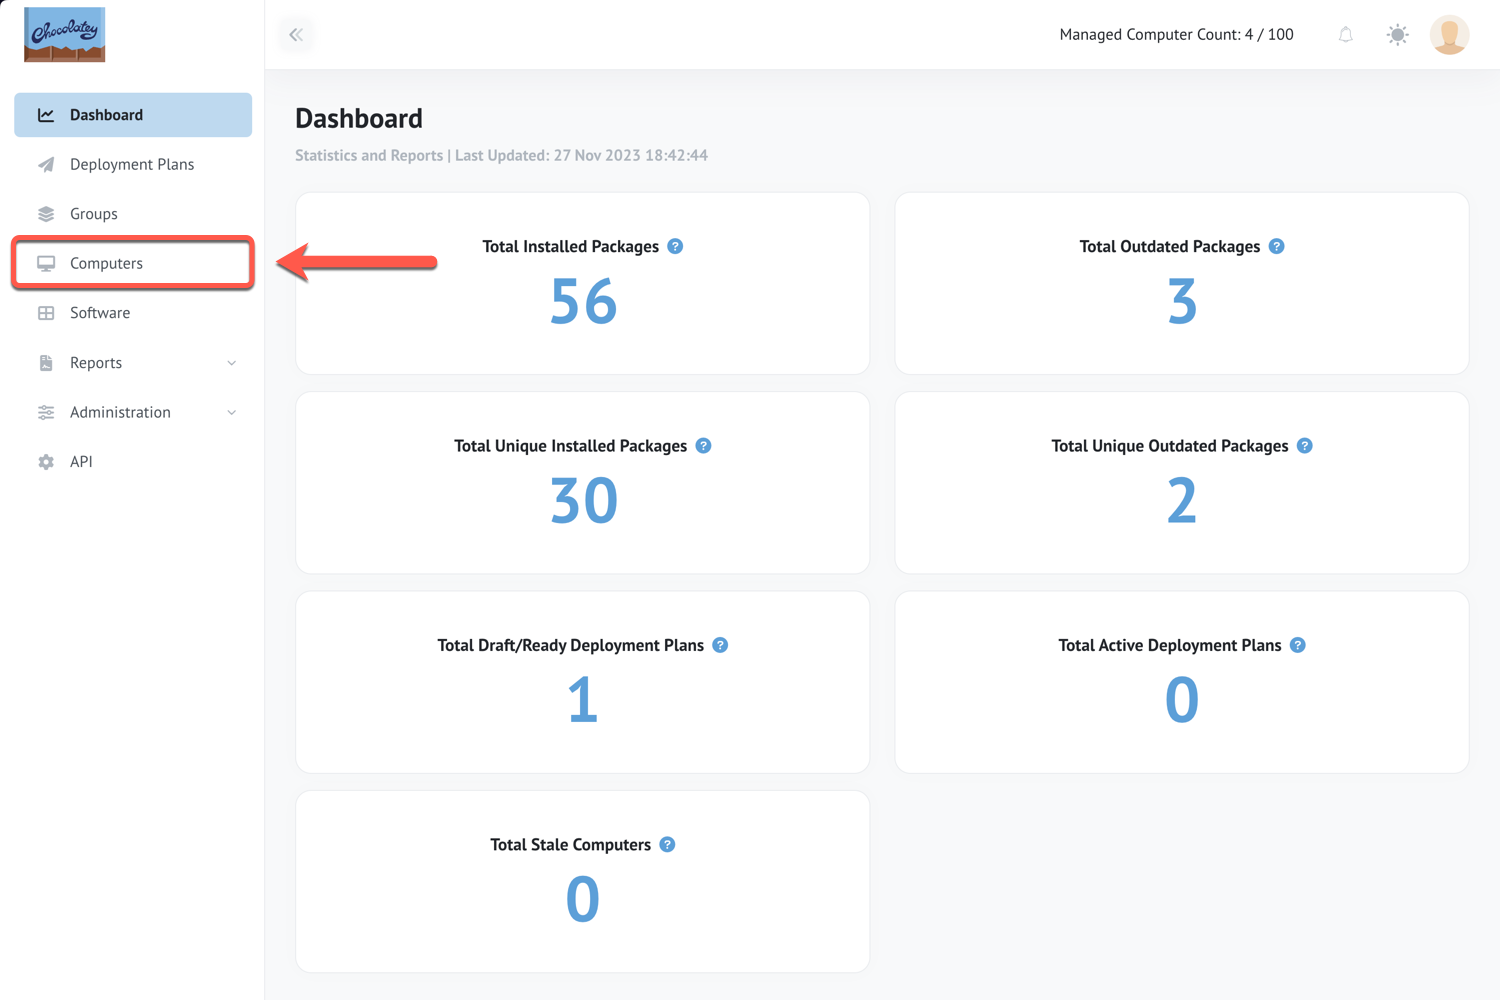 Chocolatey
Managed Computer Count: 4 / 100
Dashboard
Deployment Plans
Groups
Computers
Software
Reports
Administration
API
Dashboard
Statistics and Reports | Last Updated: 27 Nov 2023 18:42:44
Total Installed Packages ?
56
Total Outdated Packages ?
3
Total Unique Installed Packages ?
30
Total Unique Outdated Packages ?
2
Total Draft/Ready Deployment Plans ?
1
Total Active Deployment Plans ?
0
Total Stale Computers ?
0